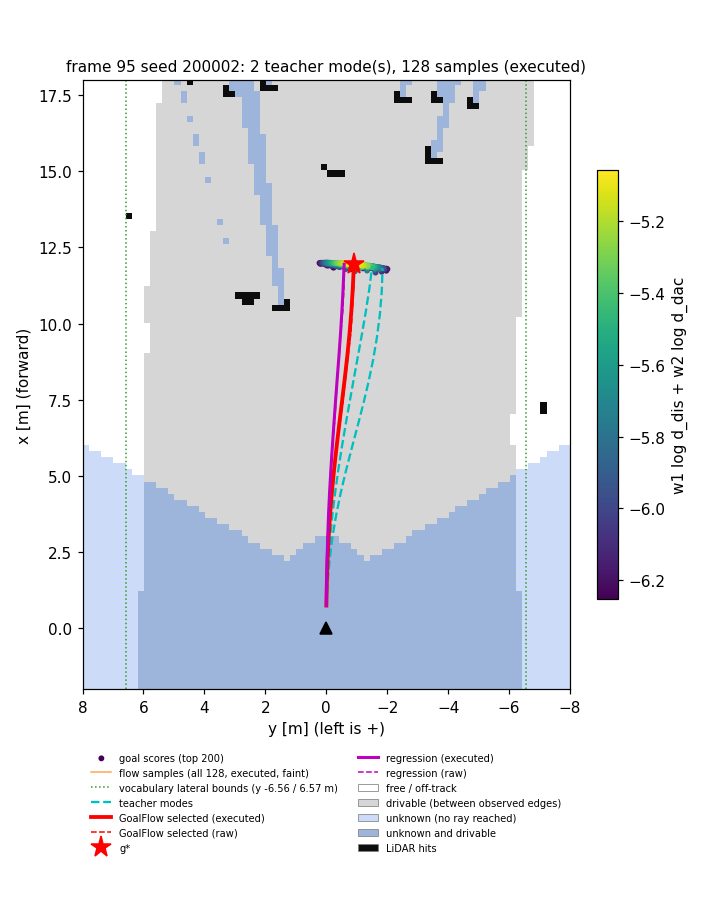 frame 95 seed 200002: 2 teacher mode(s), 128 samples (executed)
17.5
15.0
12.5
10.0
7.5
5.0
2.5
0.0
x [m] (forward)
8 6 4 2 0 −2 −4 −6 −8
y [m] (left is +)
−5.2
−5.4
−5.6
−5.8
−6.0
−6.2
w1 log d_dis + w2 log d_dac
goal scores (top 200)
flow samples (all 128, executed, faint)
vocabulary lateral bounds (y -6.56 / 6.57 m)
teacher modes
GoalFlow selected (executed)
GoalFlow selected (raw)
g*
regression (executed)
regression (raw)
free / off-track
drivable (between observed edges)
unknown (no ray reached)
unknown and drivable
LiDAR hits